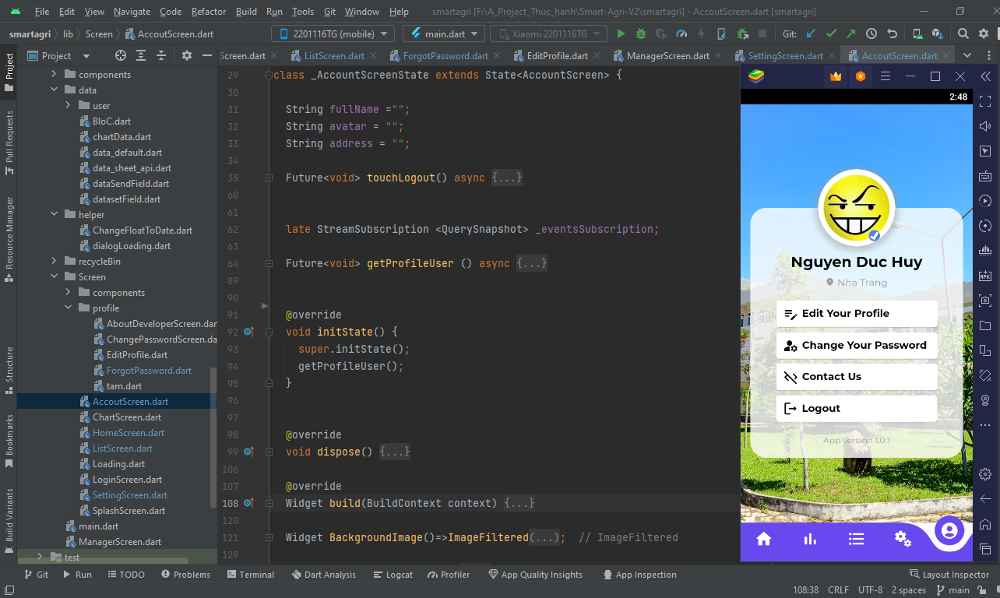 File Edit View Navigate Code Refactor Build Run Tools Git Window Help smartagri [F:\A_Project_Thuc_hanh\Smart-Agri-V2\smartagri] - AccoutScreen.dart [smartagri]
smartagri lib Screen AccoutScreen.dart 2201116TG (mobile) main.dart Xiaomi 2201116TG Git:
Project Screen.dart ListScreen.dart ForgotPassword.dart EditProfile.dart ManagerScreen.dart SettingScreen.dart AccoutScreen.dart
Project
Pull Requests
Resource Manager
Structure
Bookmarks
Build Variants
components
data
user
BloC.dart
chartData.dart
data_default.dart
data_sheet_api.dart
dataSendField.dart
datasetField.dart
helper
ChangeFloatToDate.dart
dialogLoading.dart
recycleBin
Screen
components
profile
AboutDeveloperScreen.dar
ChangePasswordScreen.da
EditProfile.dart
ForgotPassword.dart
tam.dart
AccoutScreen.dart
ChartScreen.dart
HomeScreen.dart
ListScreen.dart
Loading.dart
LoginScreen.dart
SettingScreen.dart
SplashScreen.dart
main.dart
ManagerScreen.dart
test
29 class _AccountScreenState extends State<AccountScreen> {
30
31 String fullName ="";
32 String avatar = "";
33 String address = "";
34
35 Future<void> touchLogout() async {...}
60
61
62 late StreamSubscription <QuerySnapshot> _eventsSubscription;
63
64 Future<void> getProfileUser () async {...}
89
90
91 @override
92 void initState() {
93 super.initState();
94 getProfileUser();
95 }
96
97
98 @override
99 void dispose() {...}
106
107 @override
108 Widget build(BuildContext context) {...}
120
121 Widget BackgroundImage()=>ImageFiltered(...); // ImageFiltered
129
2:48
Nguyen Duc Huy
Nha Trang
Edit Your Profile
Change Your Password
Contact Us
Logout
App version 1.0.1
RPK
Git Run TODO Problems Terminal Dart Analysis Logcat Profiler App Quality Insights App Inspection Layout Inspector
108:38 CRLF UTF-8 2 spaces main